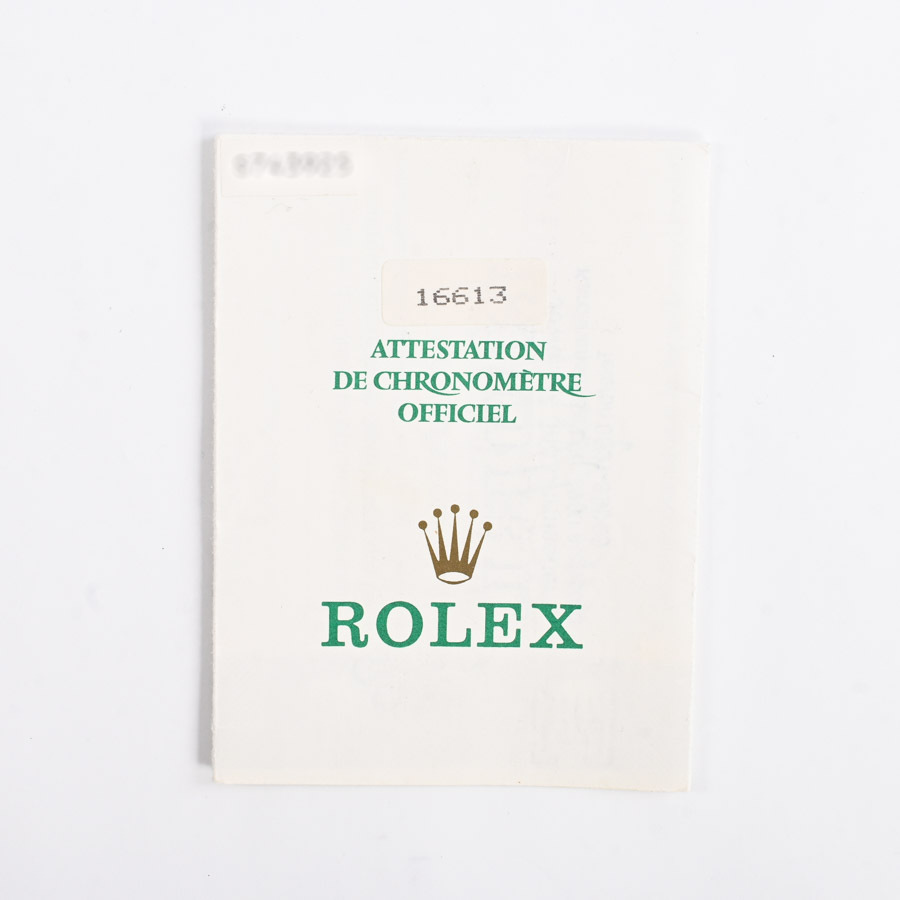 16613
ATTESTATION
DE CHRONOMÈTRE
OFFICIEL
ROLEX